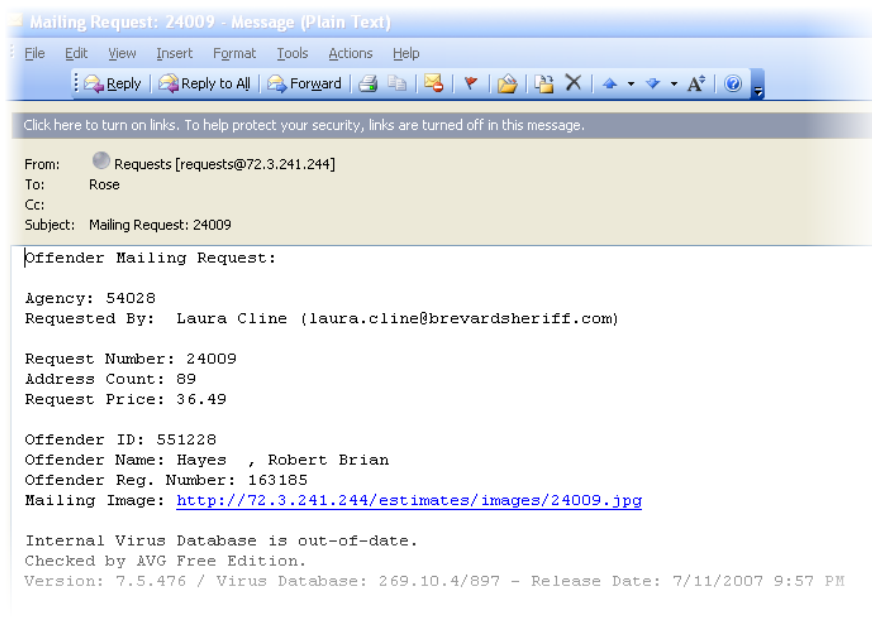 Mailing Request: 24009 - Message (Plain Text)
File Edit View Insert Format Tools Actions Help
Reply Reply to All Forward
Click here to turn on links. To help protect your security, links are turned off in this message.
From: Requests [requests@72.3.241.244]
To: Rose
Cc:
Subject: Mailing Request: 24009
Offender Mailing Request:
Agency: 54028
Requested By: Laura Cline (laura.cline@brevardsheriff.com)
Request Number: 24009
Address Count: 89
Request Price: 36.49
Offender ID: 551228
Offender Name: Hayes , Robert Brian
Offender Reg. Number: 163185
Mailing Image: http://72.3.241.244/estimates/images/24009.jpg
Internal Virus Database is out-of-date.
Checked by AVG Free Edition.
Version: 7.5.476 / Virus Database: 269.10.4/897 - Release Date: 7/11/2007 9:57 PM